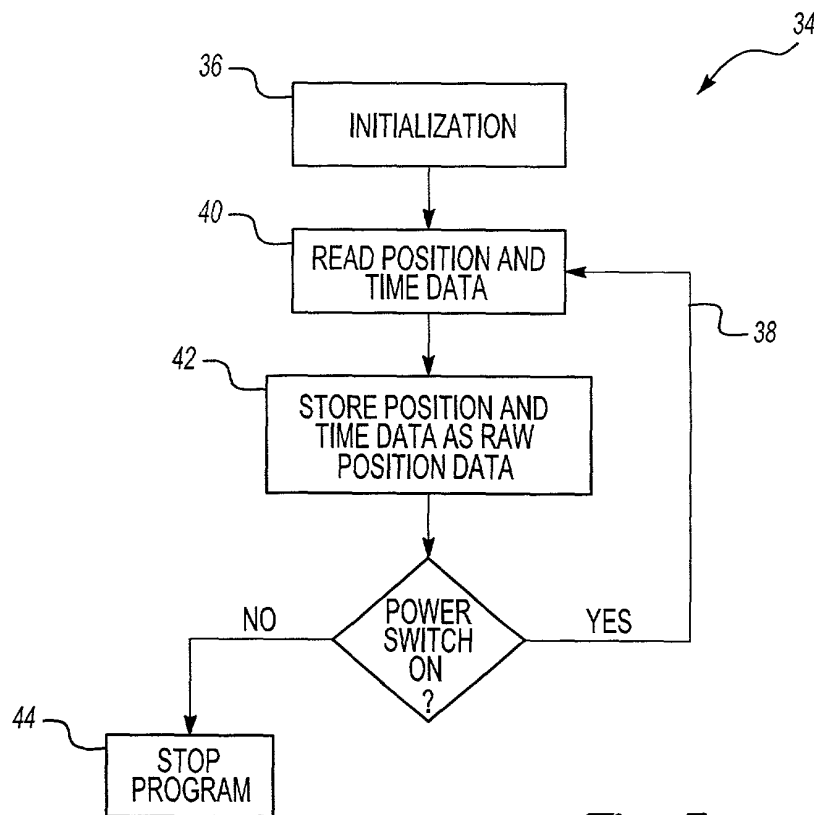 34
36
INITIALIZATION
40
READ POSITION AND
TIME DATA
38
42
STORE POSITION AND
TIME DATA AS RAW
POSITION DATA
POWER
SWITCH
ON
?
NO
YES
44
STOP
PROGRAM